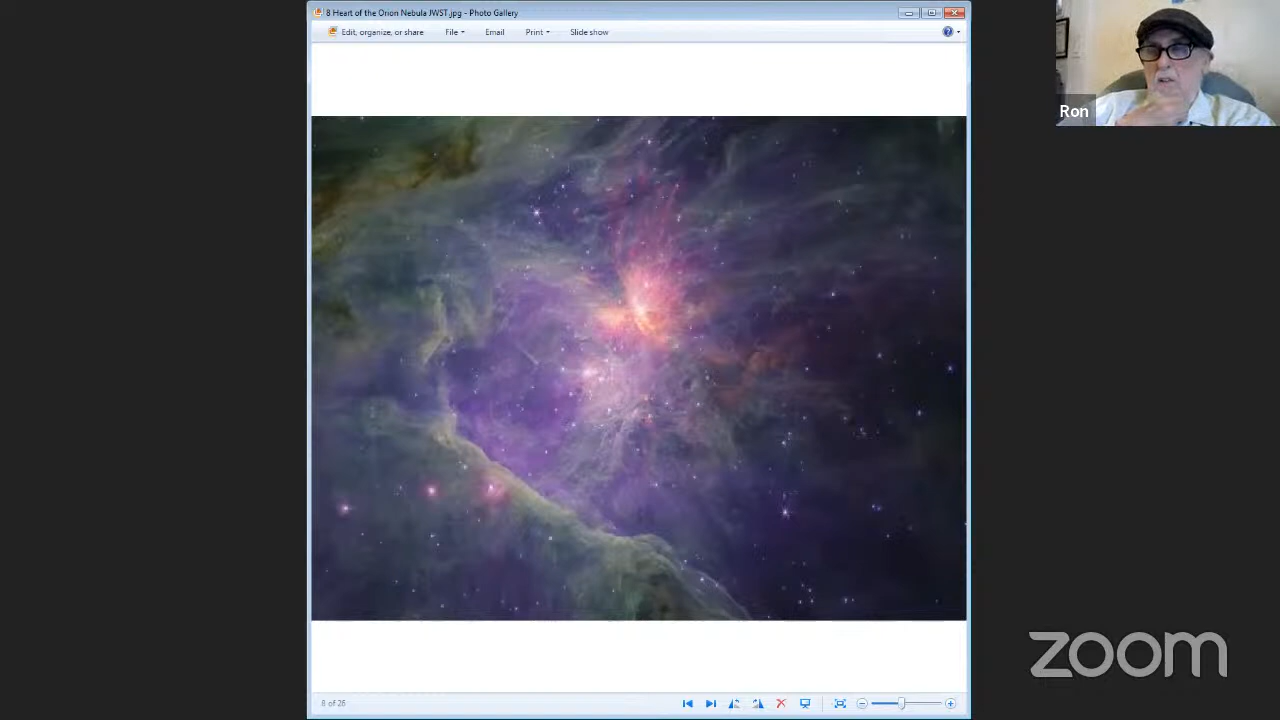 8 Heart of the Orion Nebula JWST.jpg - Photo Gallery
Edit, organize, or share File Email Print Slide show
Ron
8 of 26
zoom